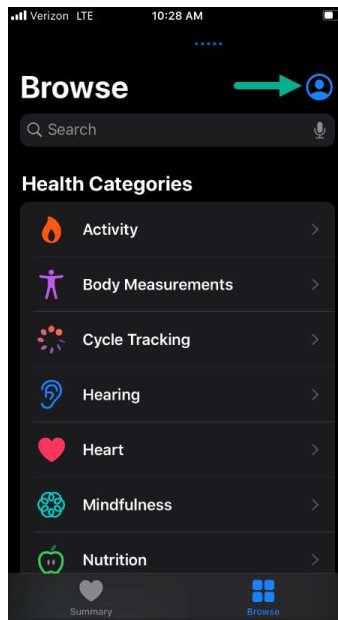 Verizon LTE 10:28 AM
Browse
Search
Health Categories
Activity
Body Measurements
Cycle Tracking
Hearing
Heart
Mindfulness
Nutrition
Summary Browse